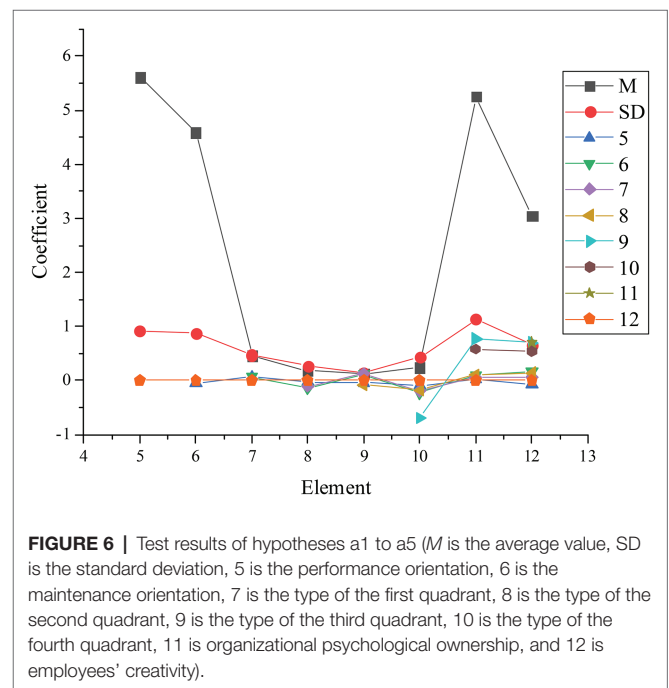 6
5
4
3
2
1
0
-1
Coefficient
4 5 6 7 8 9 10 11 12 13
Element
M
SD
5
6
7
8
9
10
11
12
FIGURE 6 | Test results of hypotheses a1 to a5 (M is the average value, SD
is the standard deviation, 5 is the performance orientation, 6 is the
maintenance orientation, 7 is the type of the first quadrant, 8 is the type of the
second quadrant, 9 is the type of the third quadrant, 10 is the type of the
fourth quadrant, 11 is organizational psychological ownership, and 12 is
employees’ creativity).